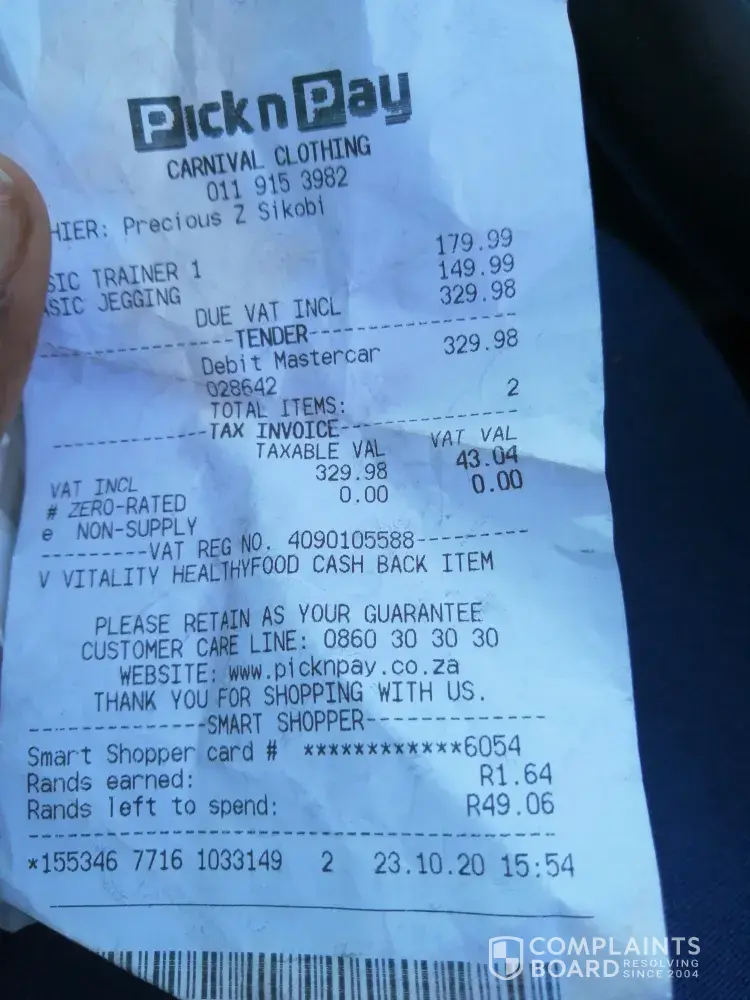 Pick n Pay
CARNIVAL CLOTHING
011 915 3982
HIER: Precious Z Sikobi
179.99
SIC TRAINER 1 149.99
ASIC JEGGING 329.98
DUE VAT INCL
TENDER
Debit Mastercar 329.98
028642
TOTAL ITEMS: 2
TAX INVOICE
TAXABLE VAL VAT VAL
VAT INCL 329.98 43.04
# ZERO-RATED 0.00 0.00
e NON-SUPPLY
VAT REG NO. 4090105588
V VITALITY HEALTHYFOOD CASH BACK ITEM
PLEASE RETAIN AS YOUR GUARANTEE
CUSTOMER CARE LINE: 0860 30 30 30
WEBSITE: www.picknpay.co.za
THANK YOU FOR SHOPPING WITH US.
SMART SHOPPER
Smart Shopper card # ************6054
Rands earned: R1.64
Rands left to spend: R49.06
*155346 7716 1033149 2 23.10.20 15:54
COMPLAINTS
BOARD RESOLVING SINCE 2004